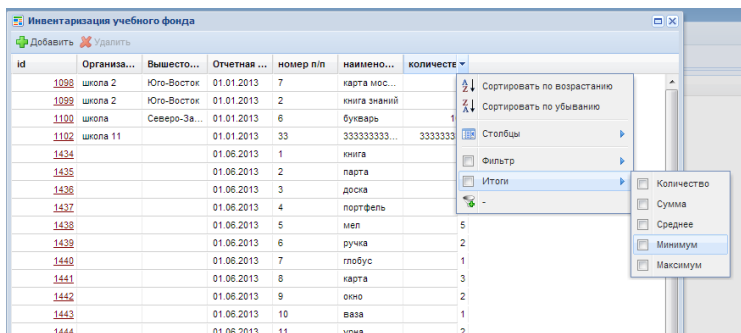 Инвентаризация учебного фонда
Добавить Удалить
id Организа... Вышесто... Отчетная ... номер п/п наимено... количеств
1098 школа 2 Юго-Восток 01.01.2013 7 карта мос...
1099 школа 2 Юго-Восток 01.01.2013 2 книга знаний
1100 школа Северо-За... 01.01.2013 6 букварь
1102 школа 11 01.01.2013 33 333333333... 3333333
1434 01.06.2013 1 книга
1435 01.06.2013 2 парта
1436 01.06.2013 3 доска
1437 01.06.2013 4 портфель
1438 01.06.2013 5 мел 5
1439 01.06.2013 6 ручка 2
1440 01.06.2013 7 глобус 1
1441 01.06.2013 8 карта 3
1442 01.06.2013 9 окно 2
1443 01.06.2013 10 ваза 1
1444 01.06.2013 11 урна 2
Сортировать по возрастанию
Сортировать по убыванию
Столбцы
Фильтр
Итоги
-
Количество
Сумма
Среднее
Минимум
Максимум